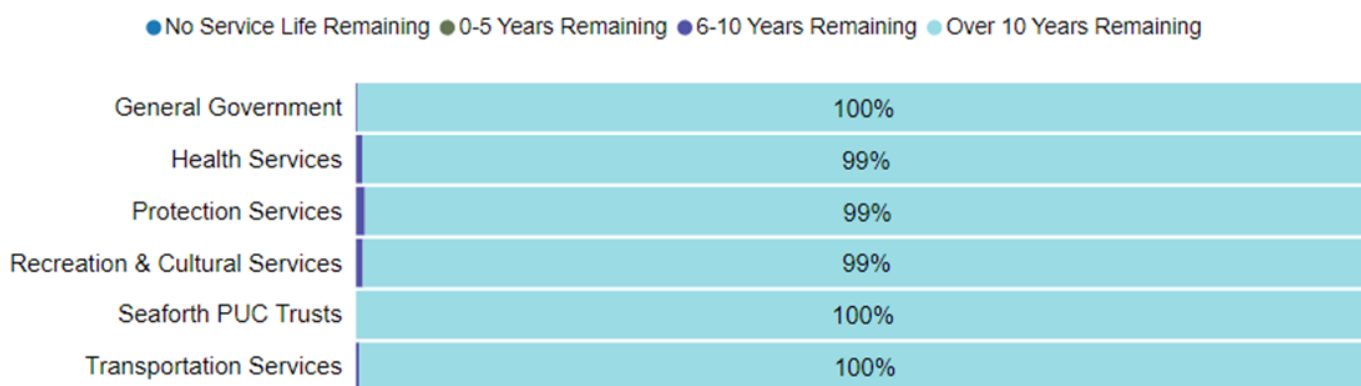 No Service Life Remaining 0-5 Years Remaining 6-10 Years Remaining Over 10 Years Remaining
General Government 100%
Health Services 99%
Protection Services 99%
Recreation & Cultural Services 99%
Seaforth PUC Trusts 100%
Transportation Services 100%